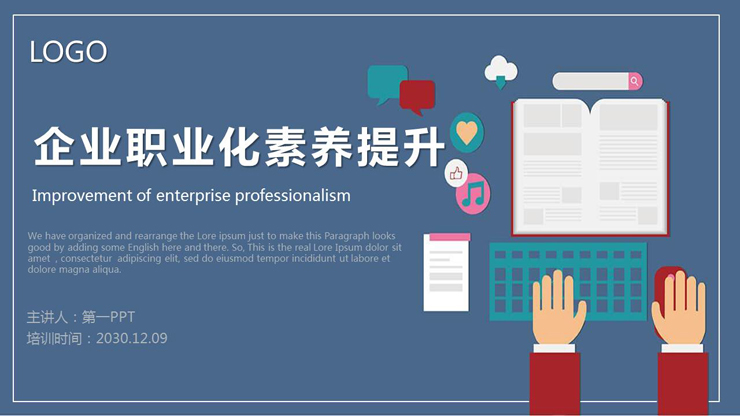 LOGO
企业职业化素养提升
Improvement of enterprise professionalism
We have organized and rearrange the Lore ipsum just to make this Paragraph looks
good by adding some English here and there. So, This is the real Lore Ipsum dolor sit
amet , consectetur adipiscing elit, sed do eiusmod tempor incididunt ut labore et
dolore magna aliqua.
主讲人：第一PPT
培训时间：2030.12.09